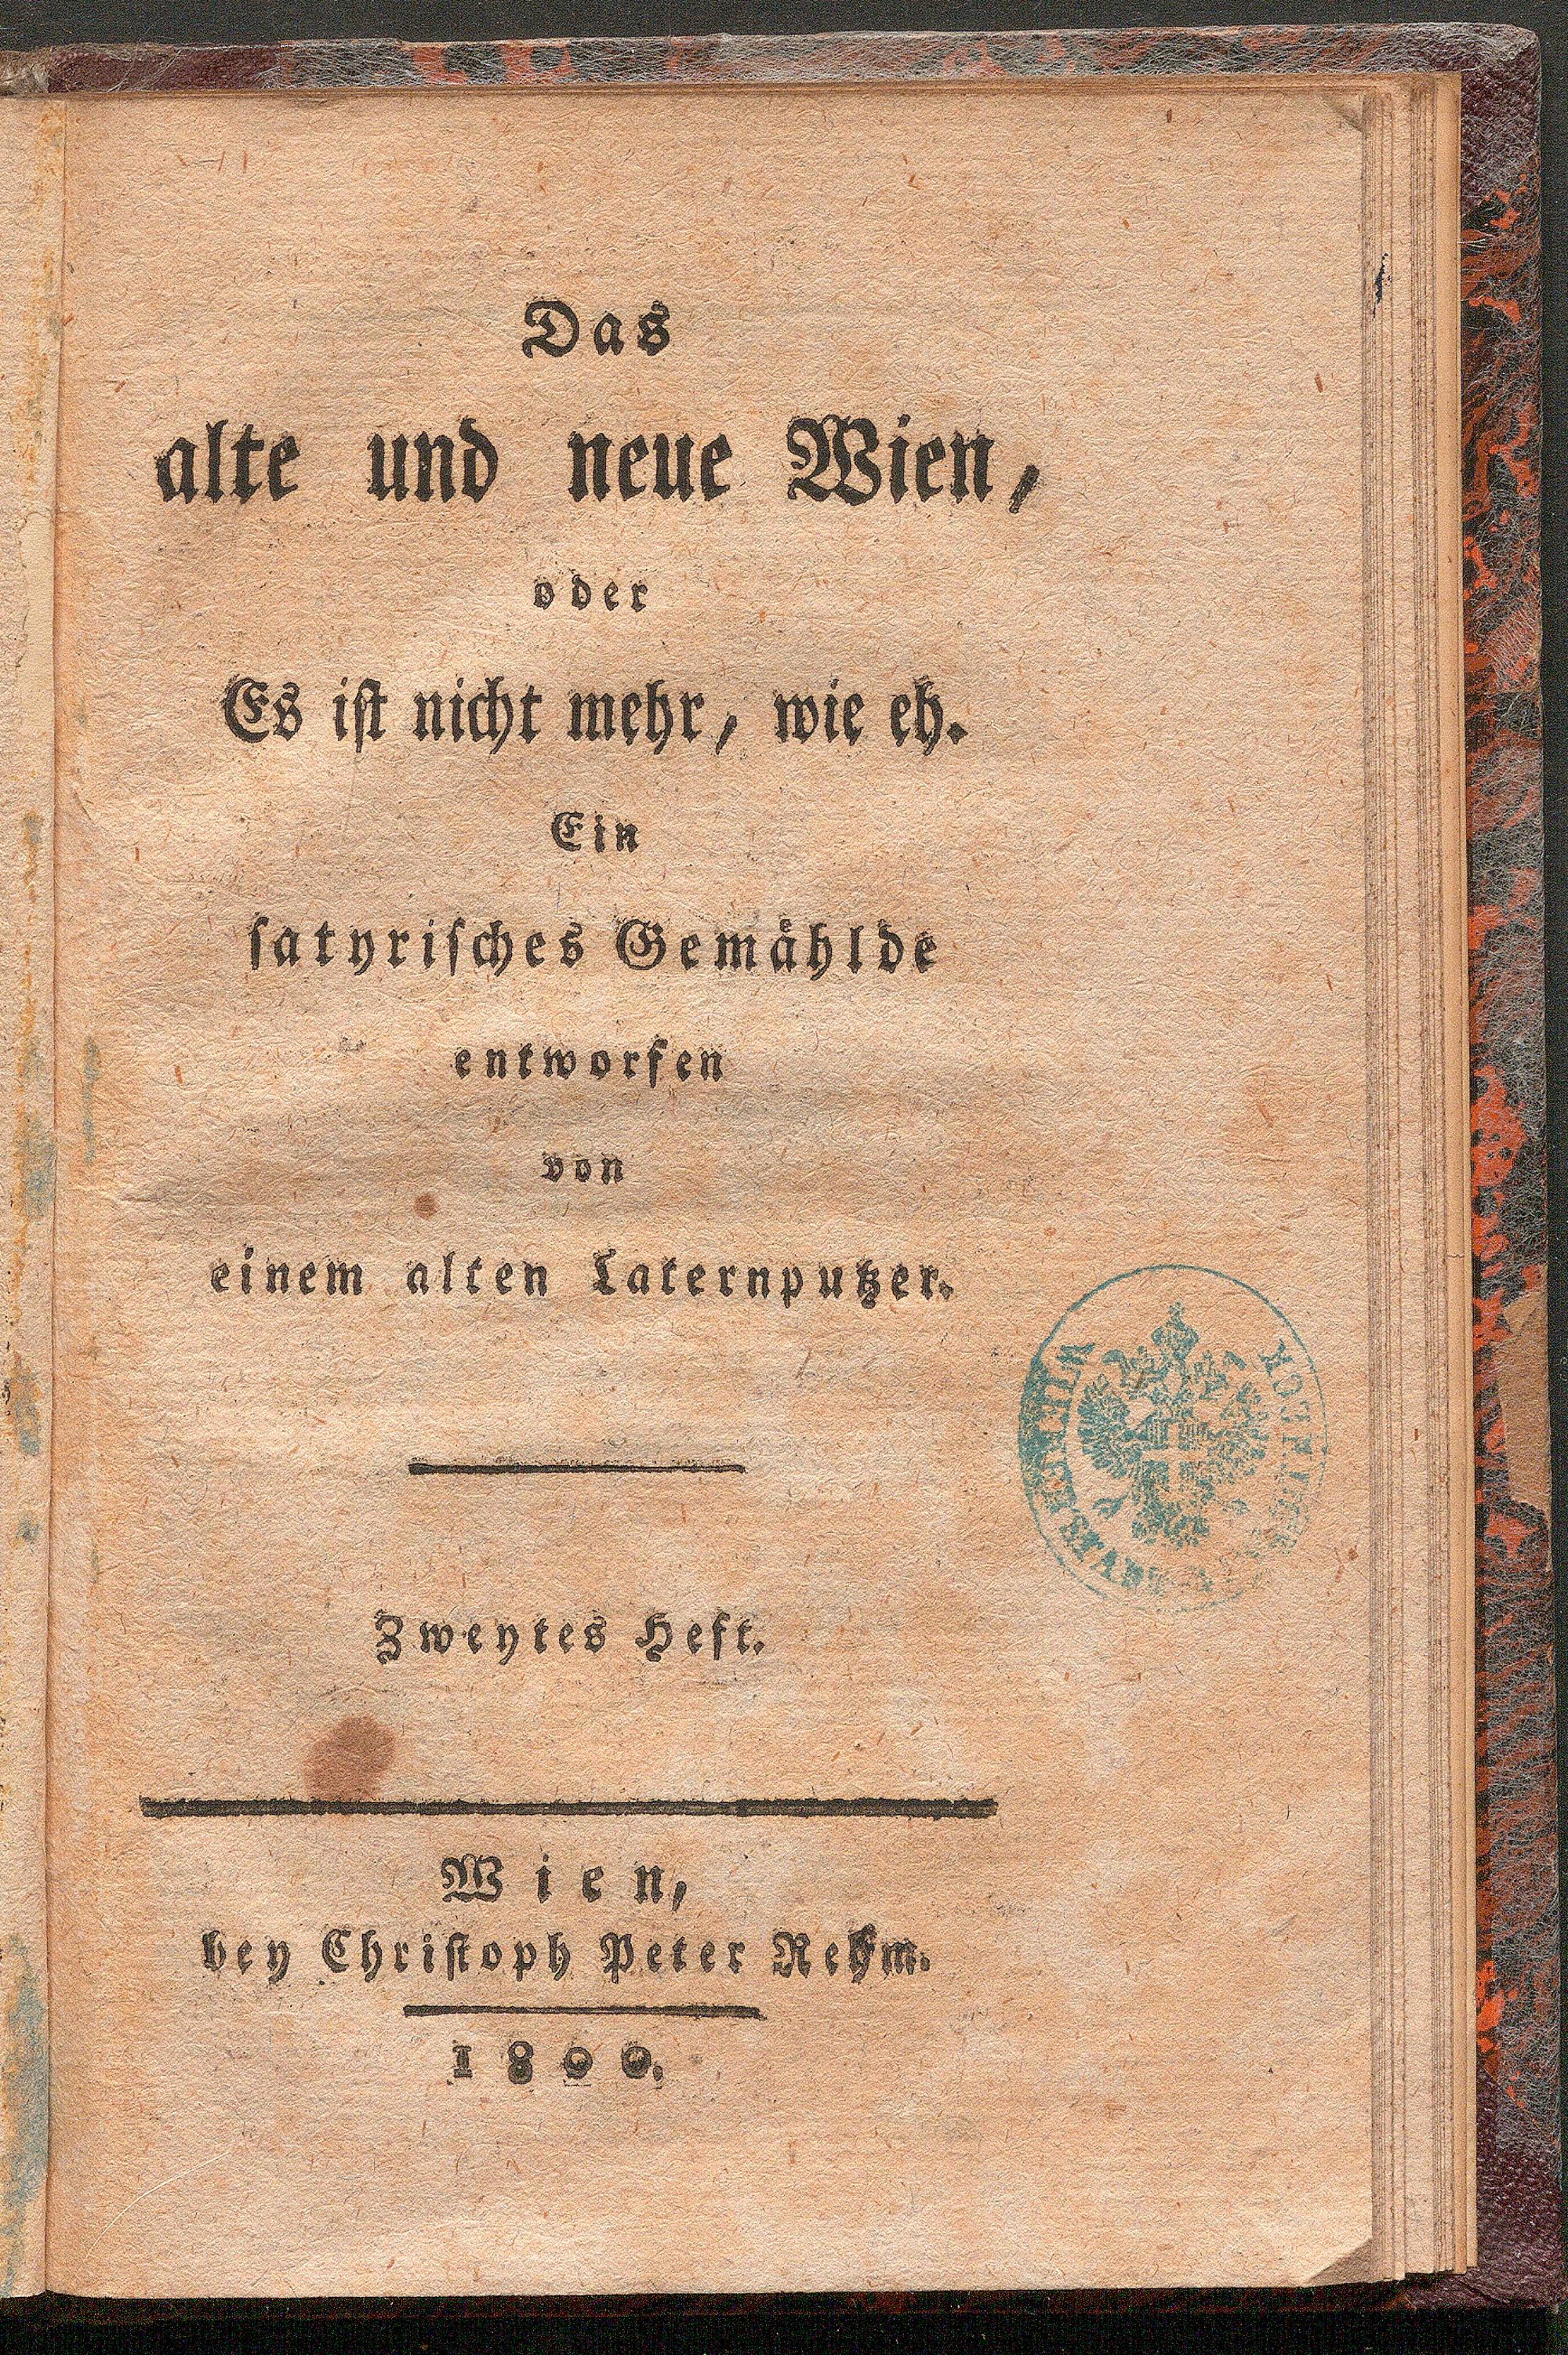 Das
alte und neue Wien,
oder
Es ist nicht mehr, wie eh.
Ein
satyrisches Gemählde
entworfen
von
einem alten Laternputzer.
Zweytes Heft.
Wien,
bey Christoph Peter Rehm.
1800.